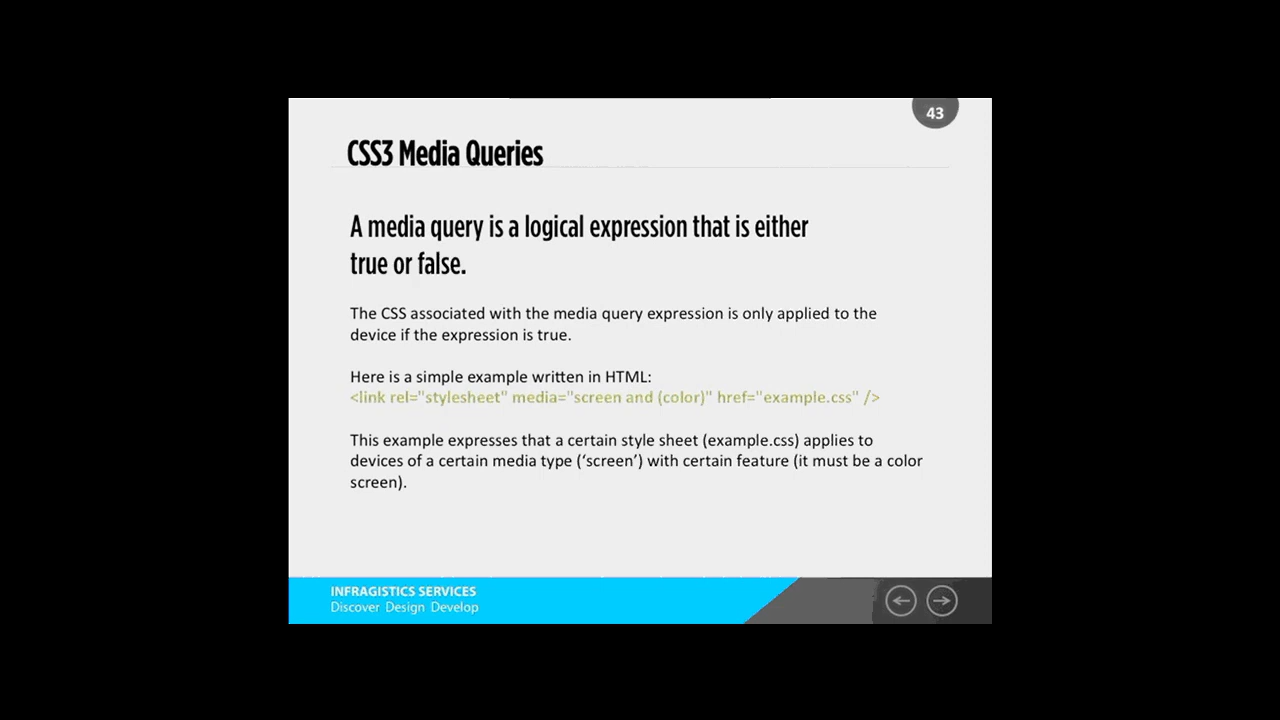 43
CSS3 Media Queries
A media query is a logical expression that is either
true or false.
The CSS associated with the media query expression is only applied to the
device if the expression is true.
Here is a simple example written in HTML:
<link rel="stylesheet" media="screen and (color)" href="example.css" />
This example expresses that a certain style sheet (example.css) applies to
devices of a certain media type (‘screen’) with certain feature (it must be a color
screen).
INFRAGISTICS SERVICES
Discover Design Develop